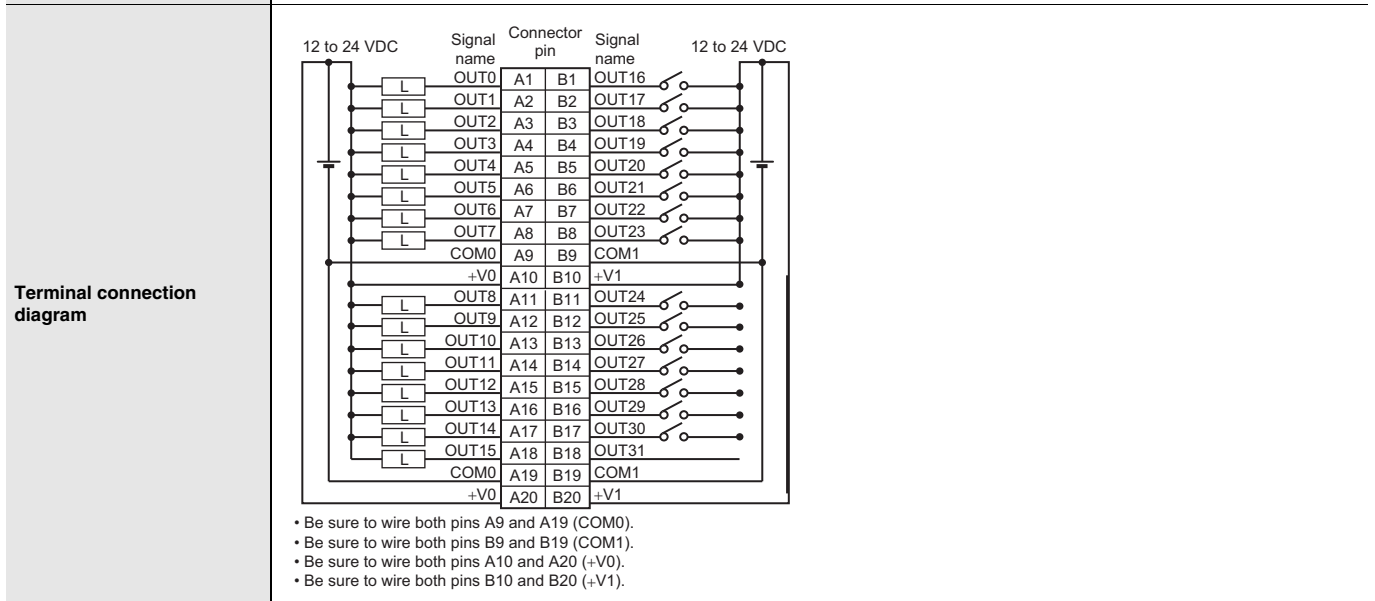 Terminal connection
diagram
12 to 24 VDC Signal name Connector pin Signal name 12 to 24 VDC
L OUT0 A1 B1 OUT16
L OUT1 A2 B2 OUT17
L OUT2 A3 B3 OUT18
L OUT3 A4 B4 OUT19
L OUT4 A5 B5 OUT20
L OUT5 A6 B6 OUT21
L OUT6 A7 B7 OUT22
L OUT7 A8 B8 OUT23
COM0 A9 B9 COM1
+V0 A10 B10 +V1
L OUT8 A11 B11 OUT24
L OUT9 A12 B12 OUT25
L OUT10 A13 B13 OUT26
L OUT11 A14 B14 OUT27
L OUT12 A15 B15 OUT28
L OUT13 A16 B16 OUT29
L OUT14 A17 B17 OUT30
L OUT15 A18 B18 OUT31
COM0 A19 B19 COM1
+V0 A20 B20 +V1
• Be sure to wire both pins A9 and A19 (COM0).
• Be sure to wire both pins B9 and B19 (COM1).
• Be sure to wire both pins A10 and A20 (+V0).
• Be sure to wire both pins B10 and B20 (+V1).